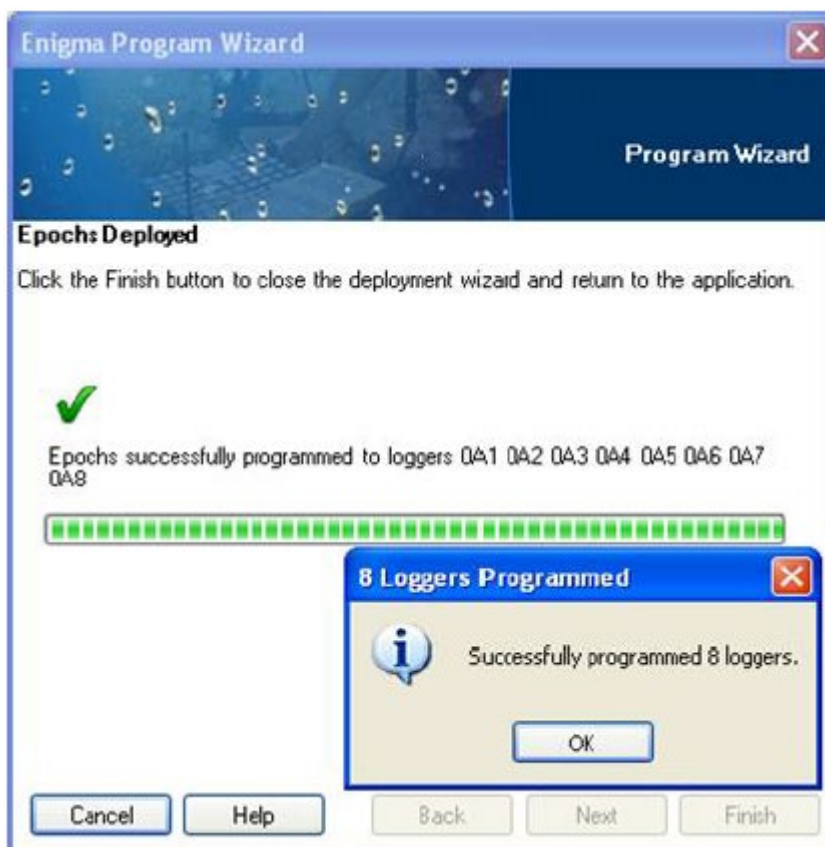 Enigma Program Wizard
Program Wizard
Epochs Deployed
Click the Finish button to close the deployment wizard and return to the application.
Epochs successfully programmed to loggers 0A1 0A2 0A3 0A4 0A5 0A6 0A7
0A8
8 Loggers Programmed
Successfully programmed 8 loggers.
OK
Cancel
Help
Back
Next
Finish